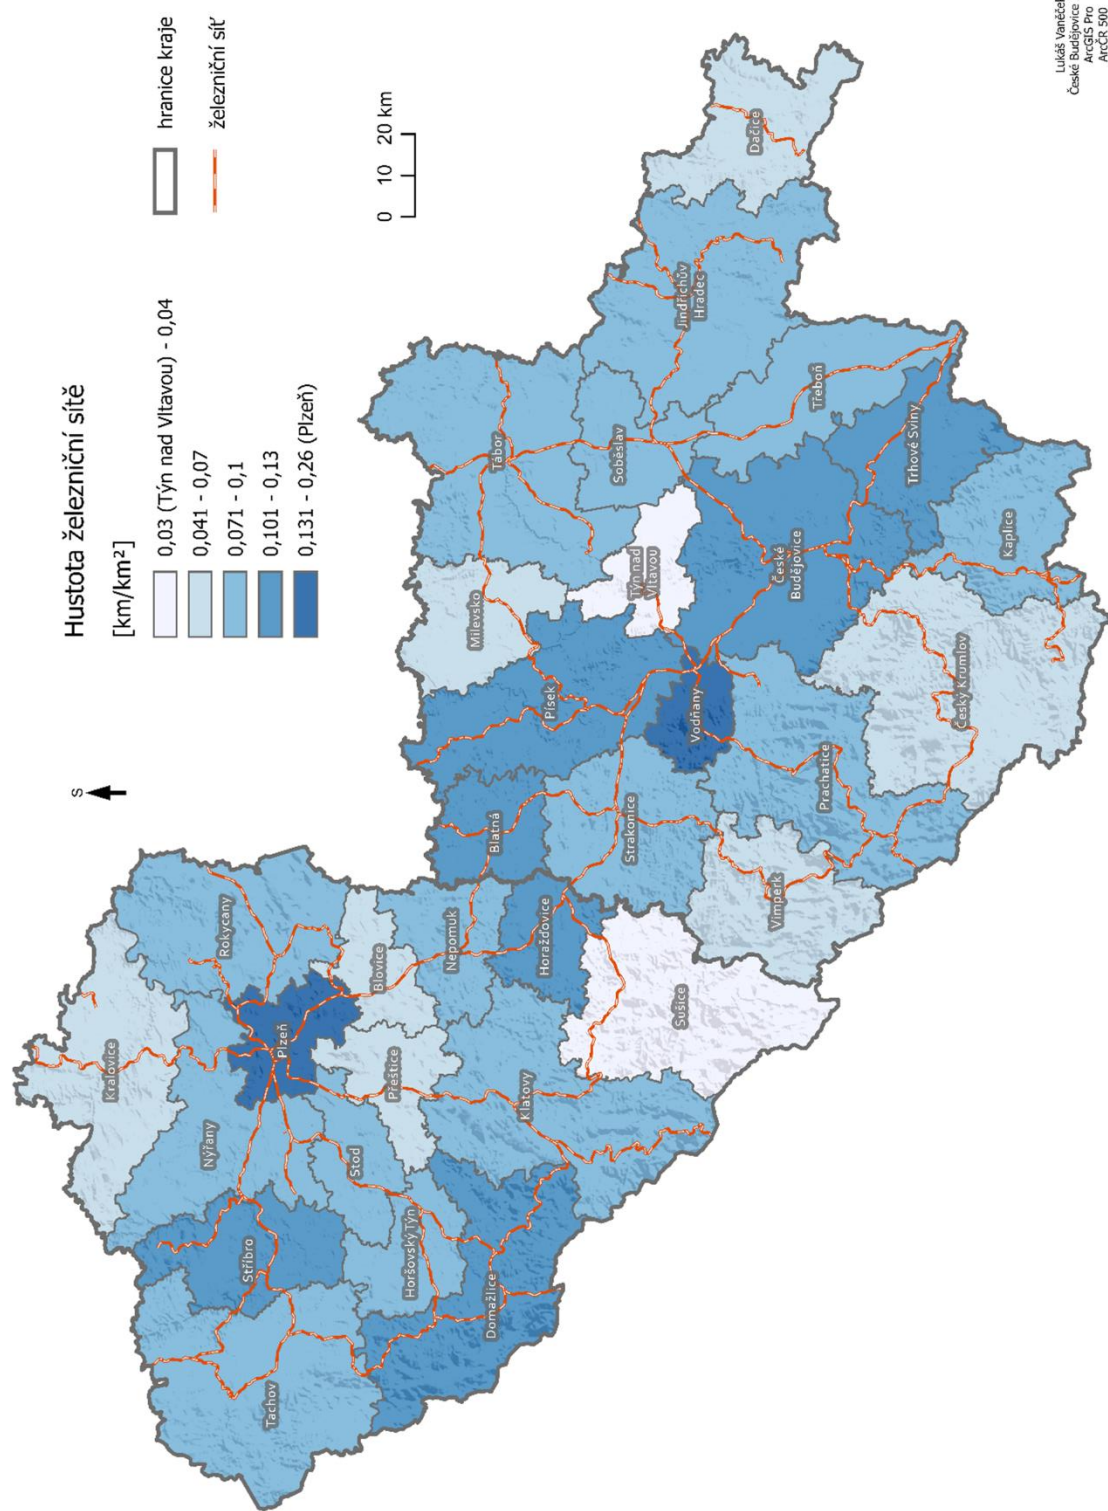 Hustota železniční sítě
[km/km²]
0,03 (Týn nad Vltavou) - 0,04
0,041 - 0,07
0,071 - 0,1
0,101 - 0,13
0,131 - 0,26 (Plzeň)
hranice kraje
železniční síť
0 10 20 km
S
Kralovice
Rokycany
Nýřany
Plzeň
Stříbro
Tachov
Stod
Přeštice
Blovice
Horšovský Týn
Nepomuk
Domažlice
Klatovy
Horažďovice
Sušice
Blatná
Milevsko
Tábor
Písek
Soběslav
Týn nad
Vltavou
Strakonice
Vodňany
Jindřichův
Hradec
Dačice
Vimperk
Prachatice
České
Budějovice
Třeboň
Trhové Sviny
Český Krumlov
Kaplice
České Budějovice
ArcGIS Pro
ArcČR 500